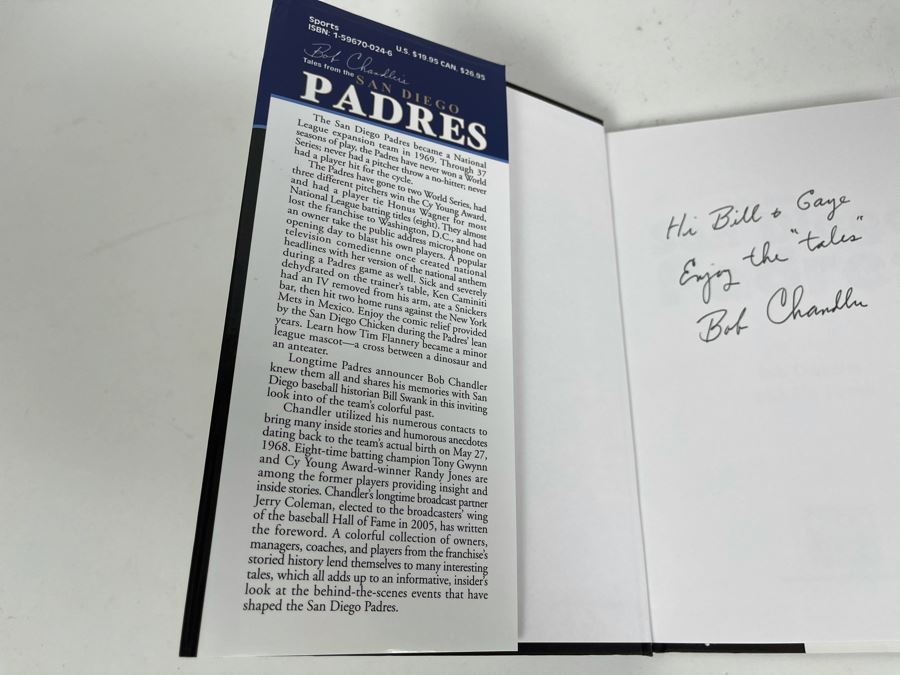 Sports
ISBN: 1-59670-024-6
U.S. $19.95 CAN. $26.95
Bob Chandler's
Tales from the SAN DIEGO
PADRES
The San Diego Padres became a National
League expansion team in 1969. Through 37
seasons of play, the Padres have never won a World
Series; never had a pitcher throw a no-hitter; never
had a player hit for the cycle.
The Padres have gone to two World Series, had
three different pitchers win the Cy Young Award,
and had a player tie Honus Wagner for most
National League batting titles (eight). They almost
lost the franchise to Washington, D.C., and had
an owner take the public address microphone on
opening day to blast his own players. A popular
television comedienne once created national
headlines with her version of the national anthem
during a Padres game as well. Sick and severely
dehydrated on the trainer's table, Ken Caminiti
had an IV removed from his arm, ate a Snickers
bar, then hit two home runs against the New York
Mets in Mexico. Enjoy the comic relief provided
by the San Diego Chicken during the Padres' lean
years. Learn how Tim Flannery became a minor
league mascot—a cross between a dinosaur and
an anteater.
Longtime Padres announcer Bob Chandler
knew them all and shares his memories with San
Diego baseball historian Bill Swank in this inviting
look into of the team's colorful past.
Chandler utilized his numerous contacts to
bring many inside stories and humorous anecdotes
dating back to the team's actual birth on May 27,
1968. Eight-time batting champion Tony Gwynn
and Cy Young Award-winner Randy Jones are
among the former players providing insight and
inside stories. Chandler's longtime broadcast partner
Jerry Coleman, elected to the broadcasters' wing
of the baseball Hall of Fame in 2005, has written
the foreword. A colorful collection of owners,
managers, coaches, and players from the franchise's
storied history lend themselves to many interesting
tales, which all adds up to an informative, insider's
look at the behind-the-scenes events that have
shaped the San Diego Padres.
Hi Bill & Gaye
Enjoy the "tales"
Bob Chandler